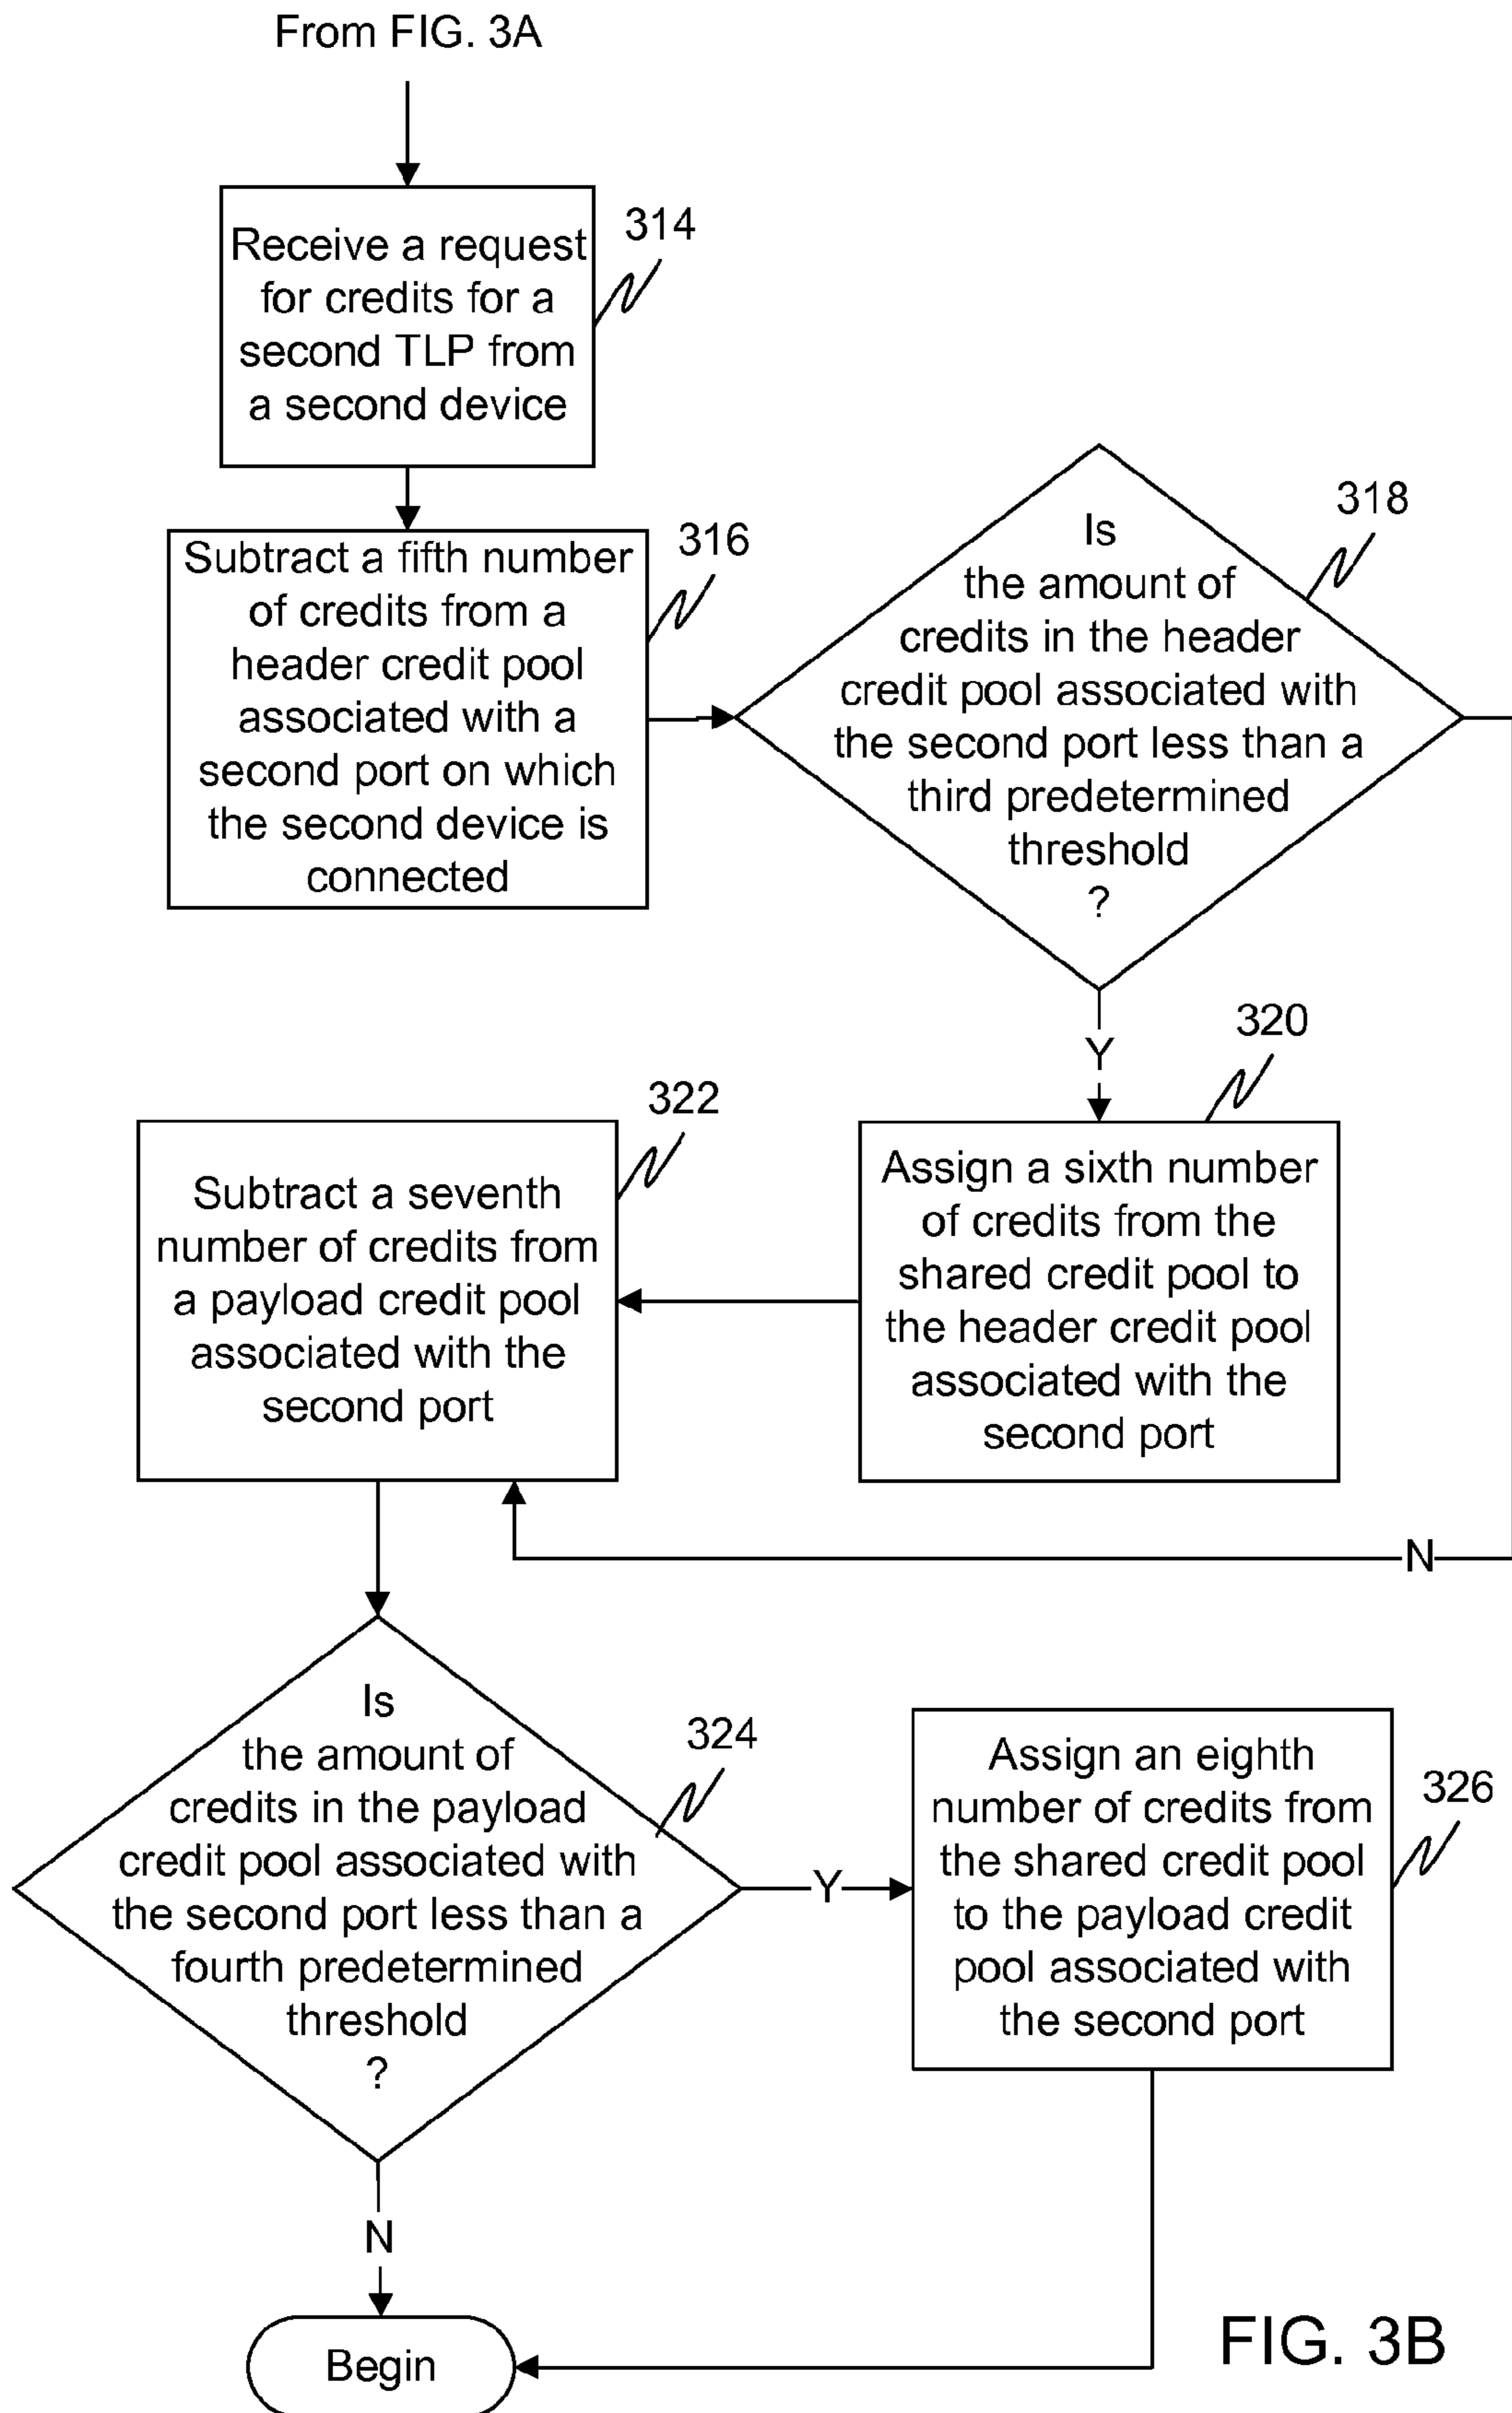 From FIG. 3A
314
Receive a request
for credits for a
second TLP from
a second device
316
Subtract a fifth number
of credits from a
header credit pool
associated with a
second port on which
the second device is
connected
318
Is
the amount of
credits in the header
credit pool associated with
the second port less than a
third predetermined
threshold
?
Y
320
Assign a sixth number
of credits from the
shared credit pool to
the header credit pool
associated with the
second port
322
Subtract a seventh
number of credits from
a payload credit pool
associated with the
second port
N
324
Is
the amount of
credits in the payload
credit pool associated with
the second port less than a
fourth predetermined
threshold
?
Y
326
Assign an eighth
number of credits from
the shared credit pool
to the payload credit
pool associated with
the second port
N
Begin
FIG. 3B